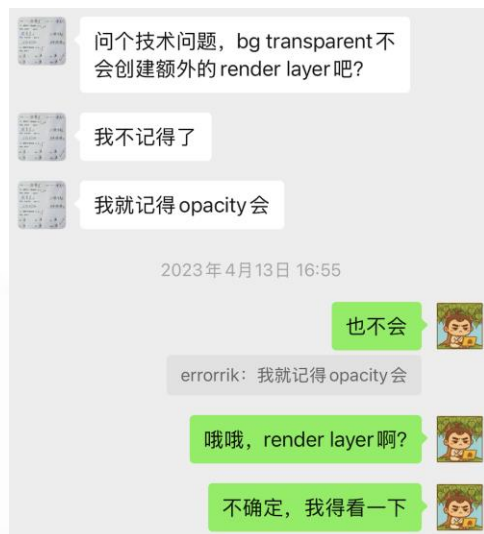 问个技术问题，bg transparent不
会创建额外的render layer吧？
我不记得了
我就记得opacity会
2023年4月13日 16:55
也不会
errorrik：我就记得opacity会
哦哦，render layer啊？
不确定，我得看一下